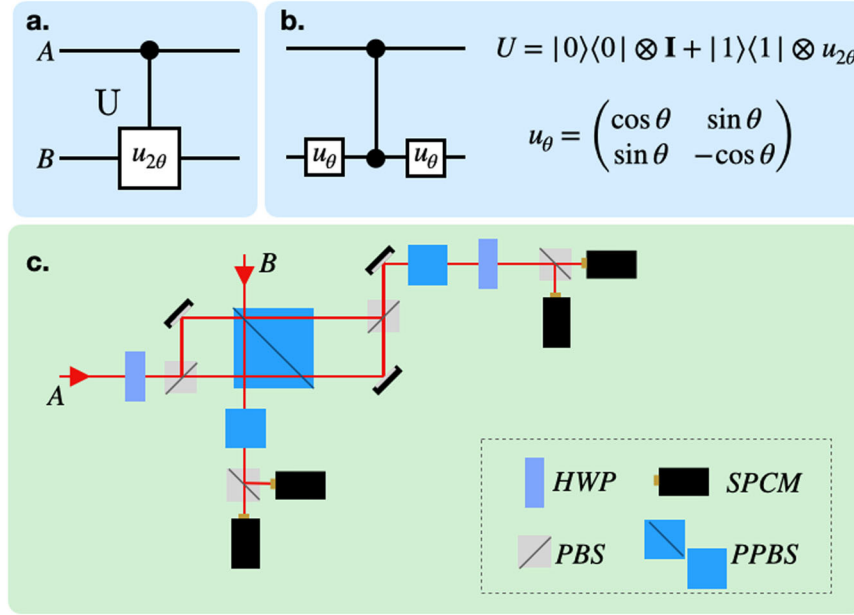 a.
A
U
B
u₂θ
b.
uθ
uθ
U = |0⟩⟨0| ⊗ I + |1⟩⟨1| ⊗ u₂θ
uθ = ( cos θ sin θ
sin θ −cos θ )
c.
B
A
HWP
SPCM
PBS
PPBS